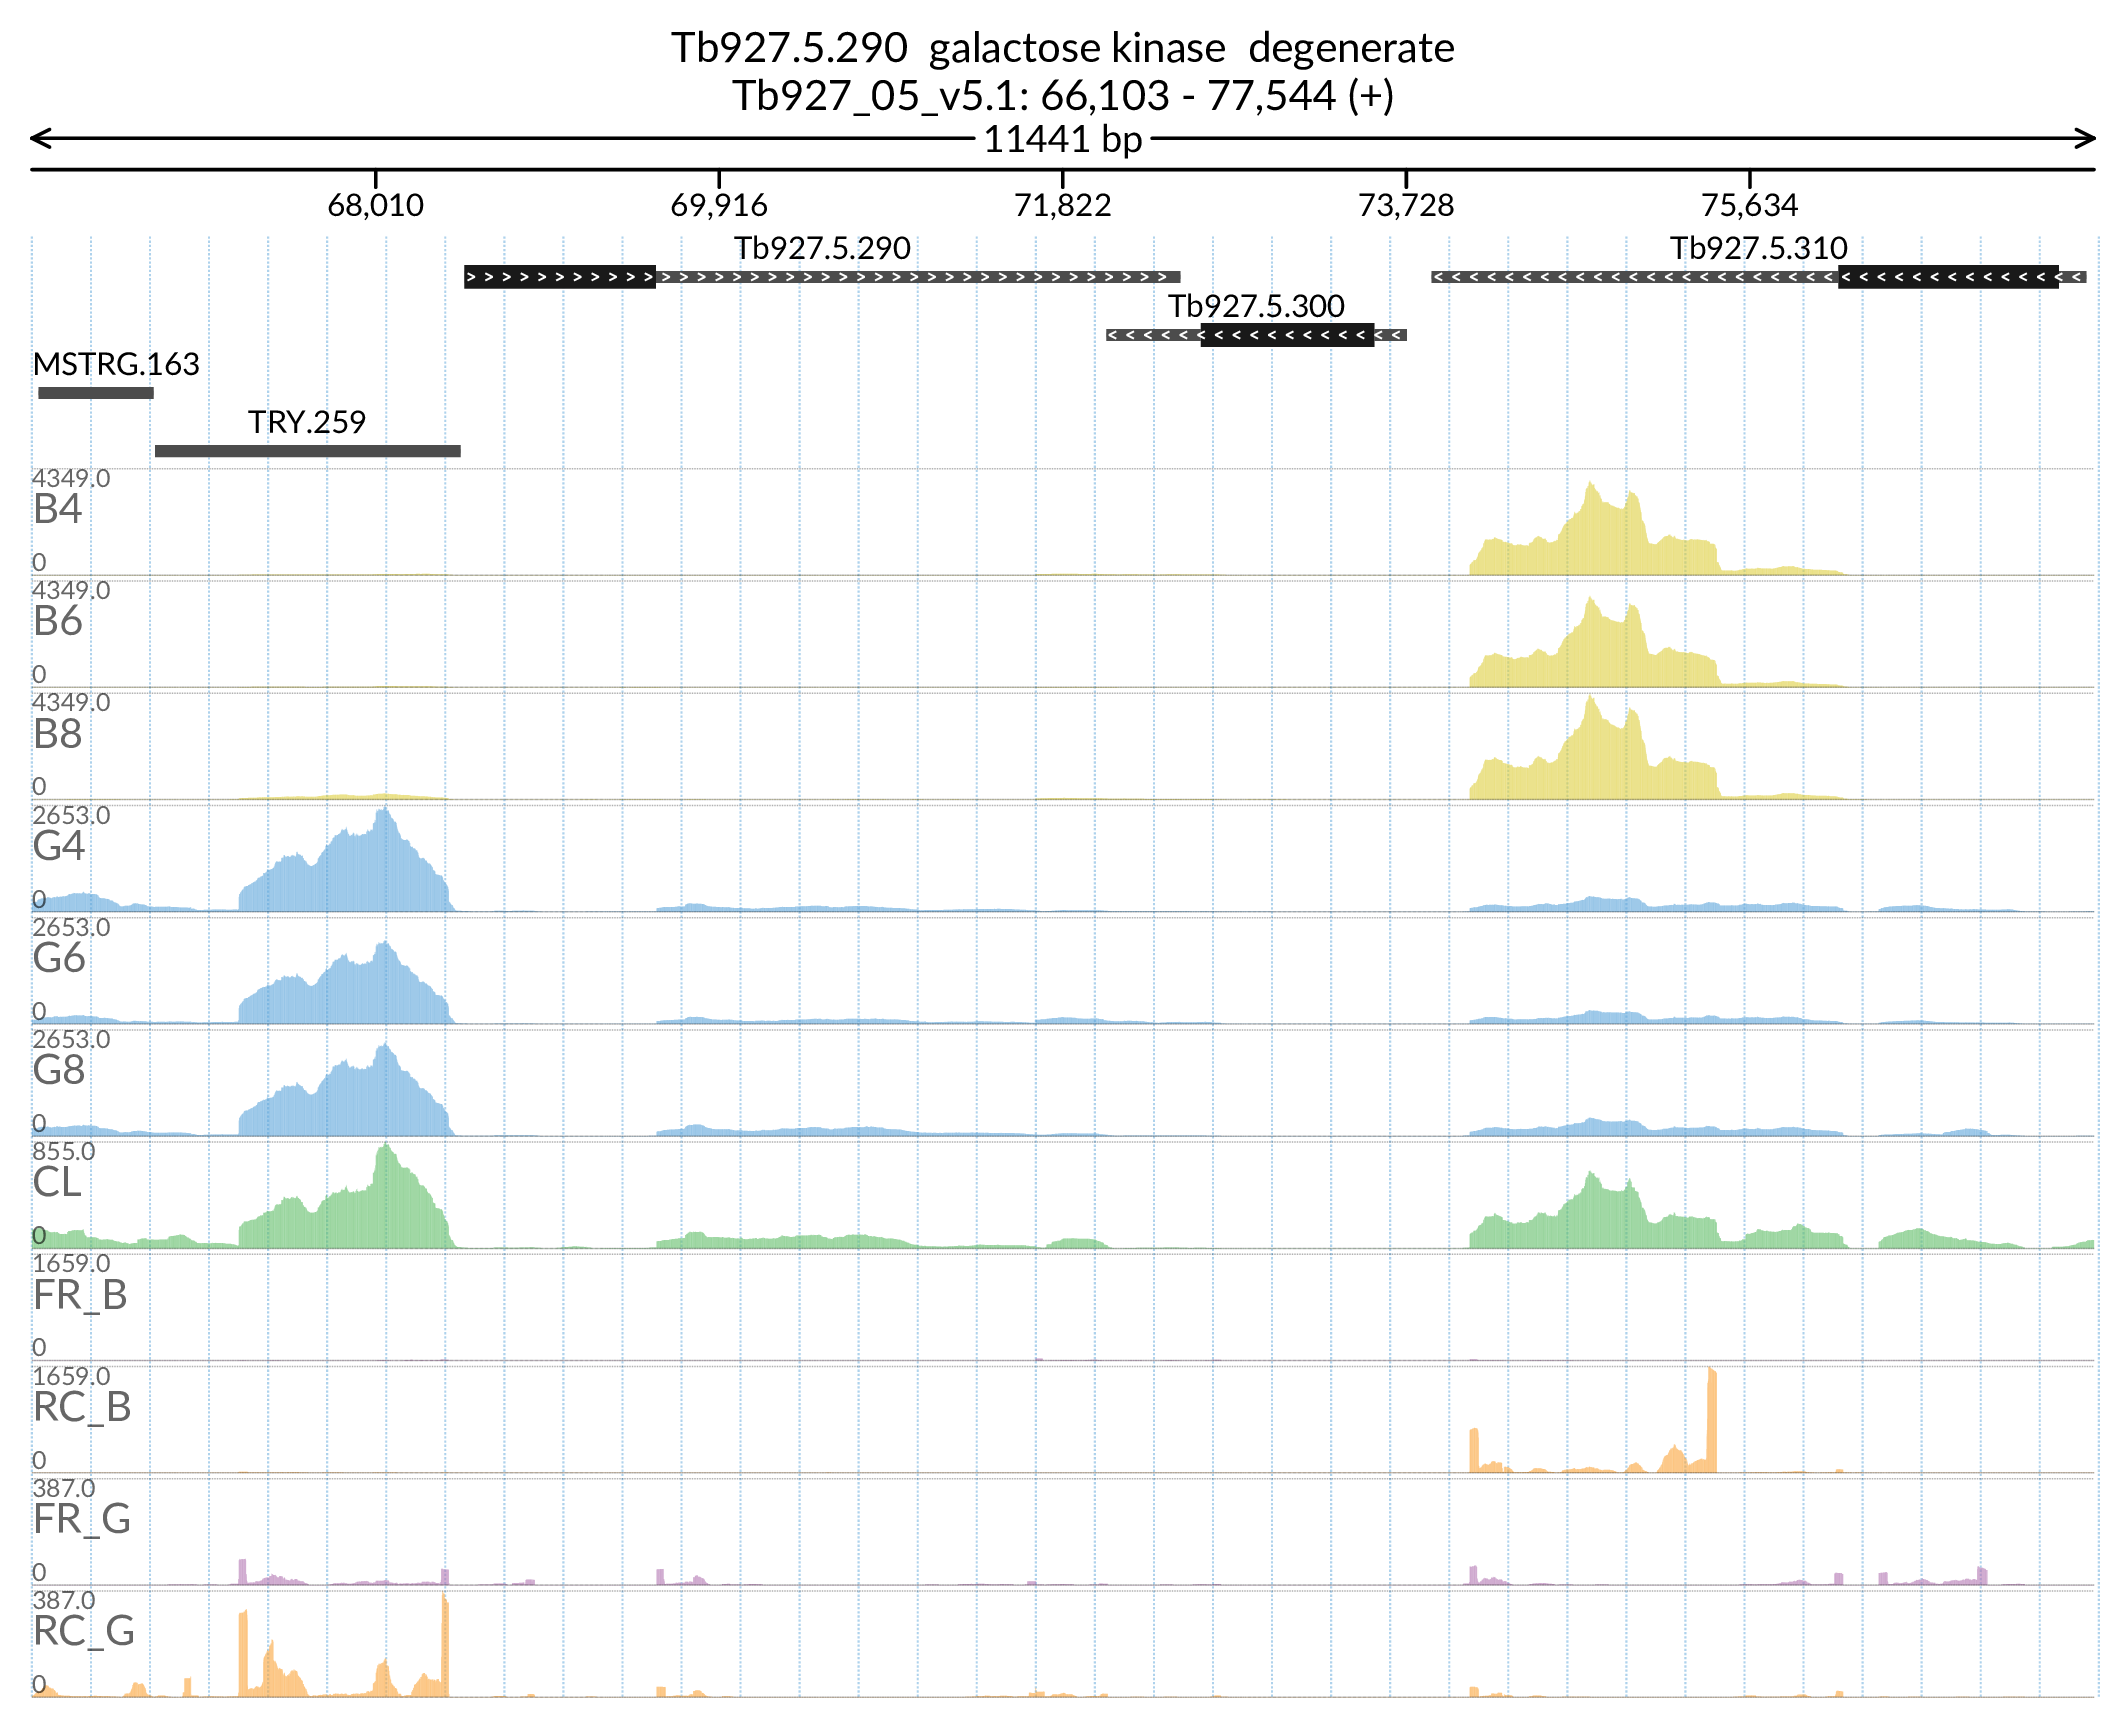 Tb927.5.290 galactose kinase degenerate
Tb927_05_v5.1: 66,103 - 77,544 (+)
11441 bp
68,010 69,916 71,822 73,728 75,634
Tb927.5.290 Tb927.5.310
Tb927.5.300
MSTRG.163
TRY.259
4349.0
B4
0
4349.0
B6
0
4349.0
B8
0
2653.0
G4
0
2653.0
G6
0
2653.0
G8
0
855.0
CL
0
1659.0
FR_B
0
1659.0
RC_B
0
387.0
FR_G
0
387.0
RC_G
0